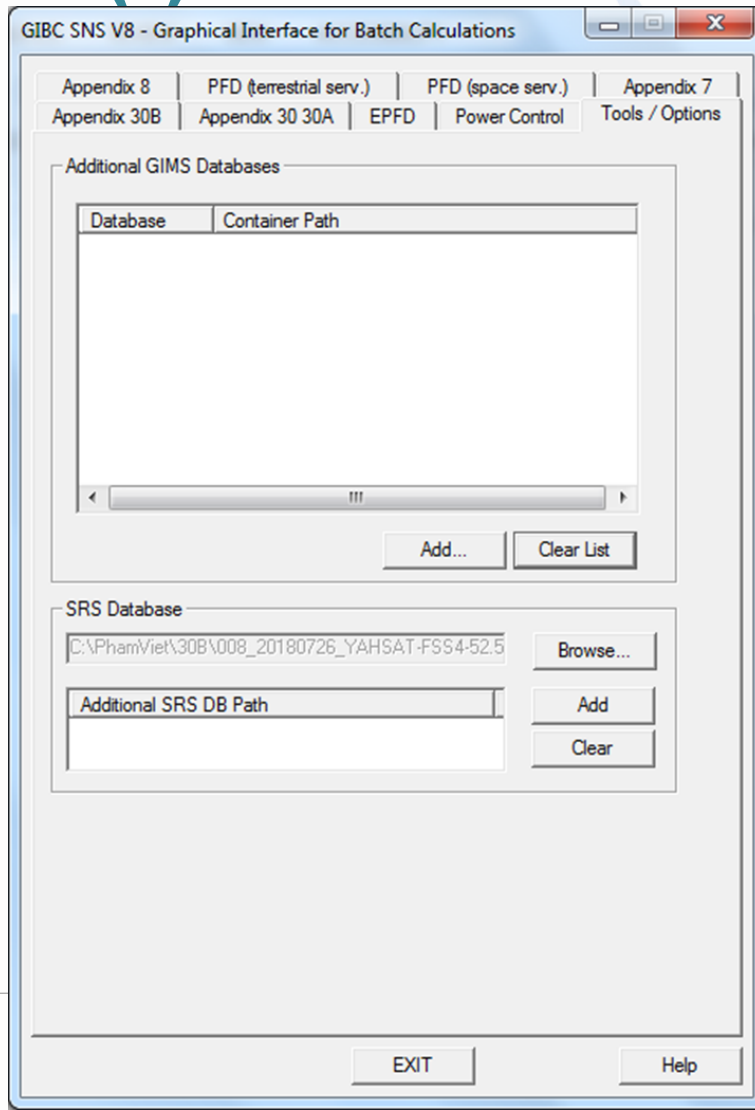 GIBC SNS V8 - Graphical Interface for Batch Calculations
Appendix 8 PFD (terrestrial serv.) PFD (space serv.) Appendix 7
Appendix 30B Appendix 30 30A EPFD Power Control Tools / Options
Additional GIMS Databases
Database Container Path
Add... Clear List
SRS Database
C:\PhamViet\30B\008_20180726_YAHSAT-FSS4-52.5 Browse...
Additional SRS DB Path Add
Clear
EXIT Help